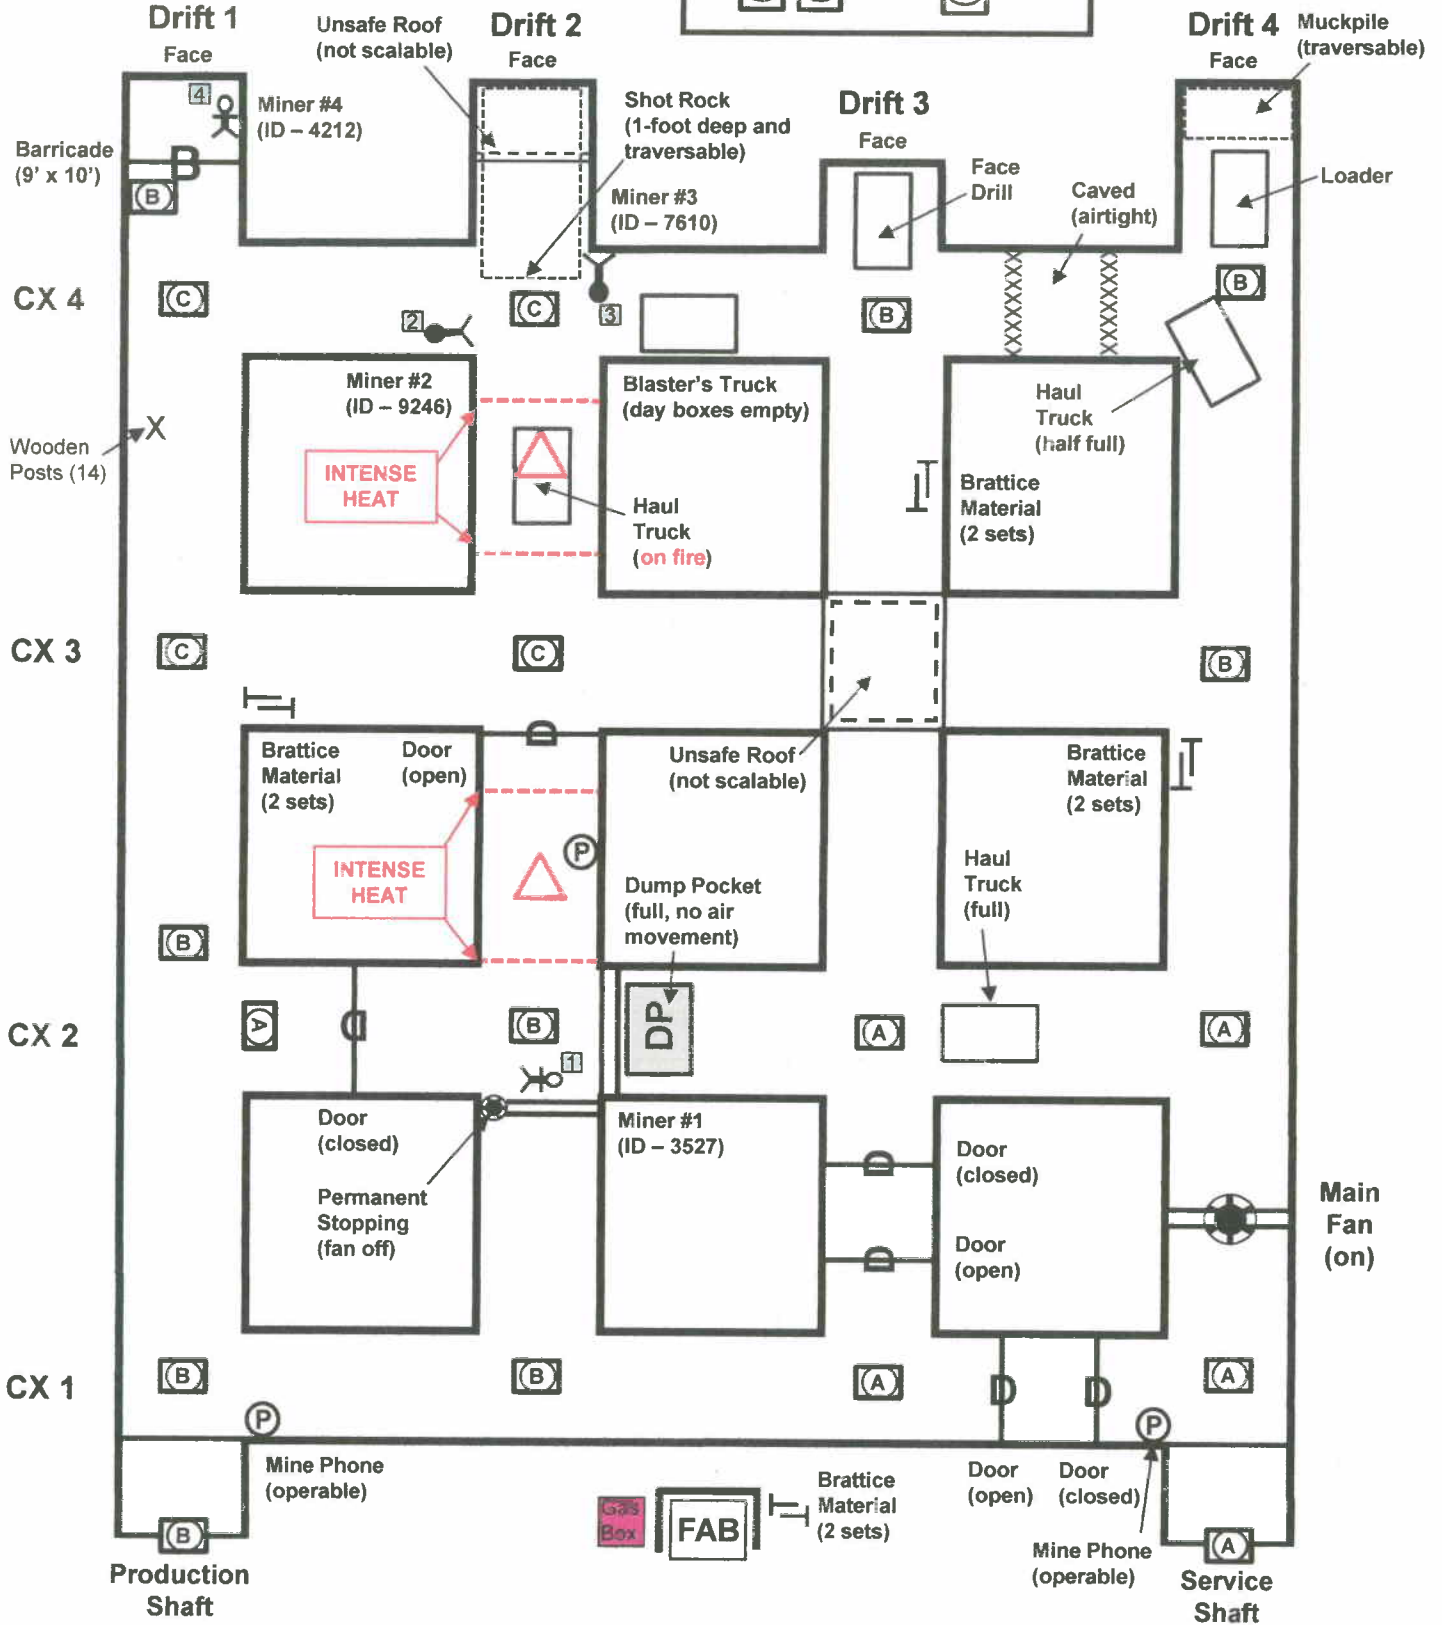 Drift 1
Face
Unsafe Roof
(not scalable)
Drift 2
Face
Drift 4
Face
Muckpile
(traversable)
4
Miner #4
(ID – 4212)
Shot Rock
(1-foot deep and
traversable)
Drift 3
Face
Barricade
(9' x 10')
B
B
Miner #3
(ID – 7610)
Face
Drill
Caved
(airtight)
Loader
CX 4
C
C
3
B
B
2
Miner #2
(ID – 9246)
Blaster's Truck
(day boxes empty)
Haul
Truck
(half full)
X
Wooden
Posts (14)
INTENSE
HEAT
Haul
Truck
(on fire)
Brattice
Material
(2 sets)
CX 3
C
C
B
Brattice
Material
(2 sets)
Door
(open)
D
Unsafe Roof
(not scalable)
Brattice
Material
(2 sets)
INTENSE
HEAT
P
Dump Pocket
(full, no air
movement)
Haul
Truck
(full)
B
CX 2
A
D
B
DP
A
A
1
Door
(closed)
Miner #1
(ID – 3527)
D
Door
(closed)
Permanent
Stopping
(fan off)
D
Door
(open)
Main
Fan
(on)
CX 1
B
B
A
D
D
A
P
P
Mine Phone
(operable)
Door
(open)
Door
(closed)
Gas
Box
FAB
Brattice
Material
(2 sets)
Mine Phone
(operable)
B
A
Production
Shaft
Service
Shaft